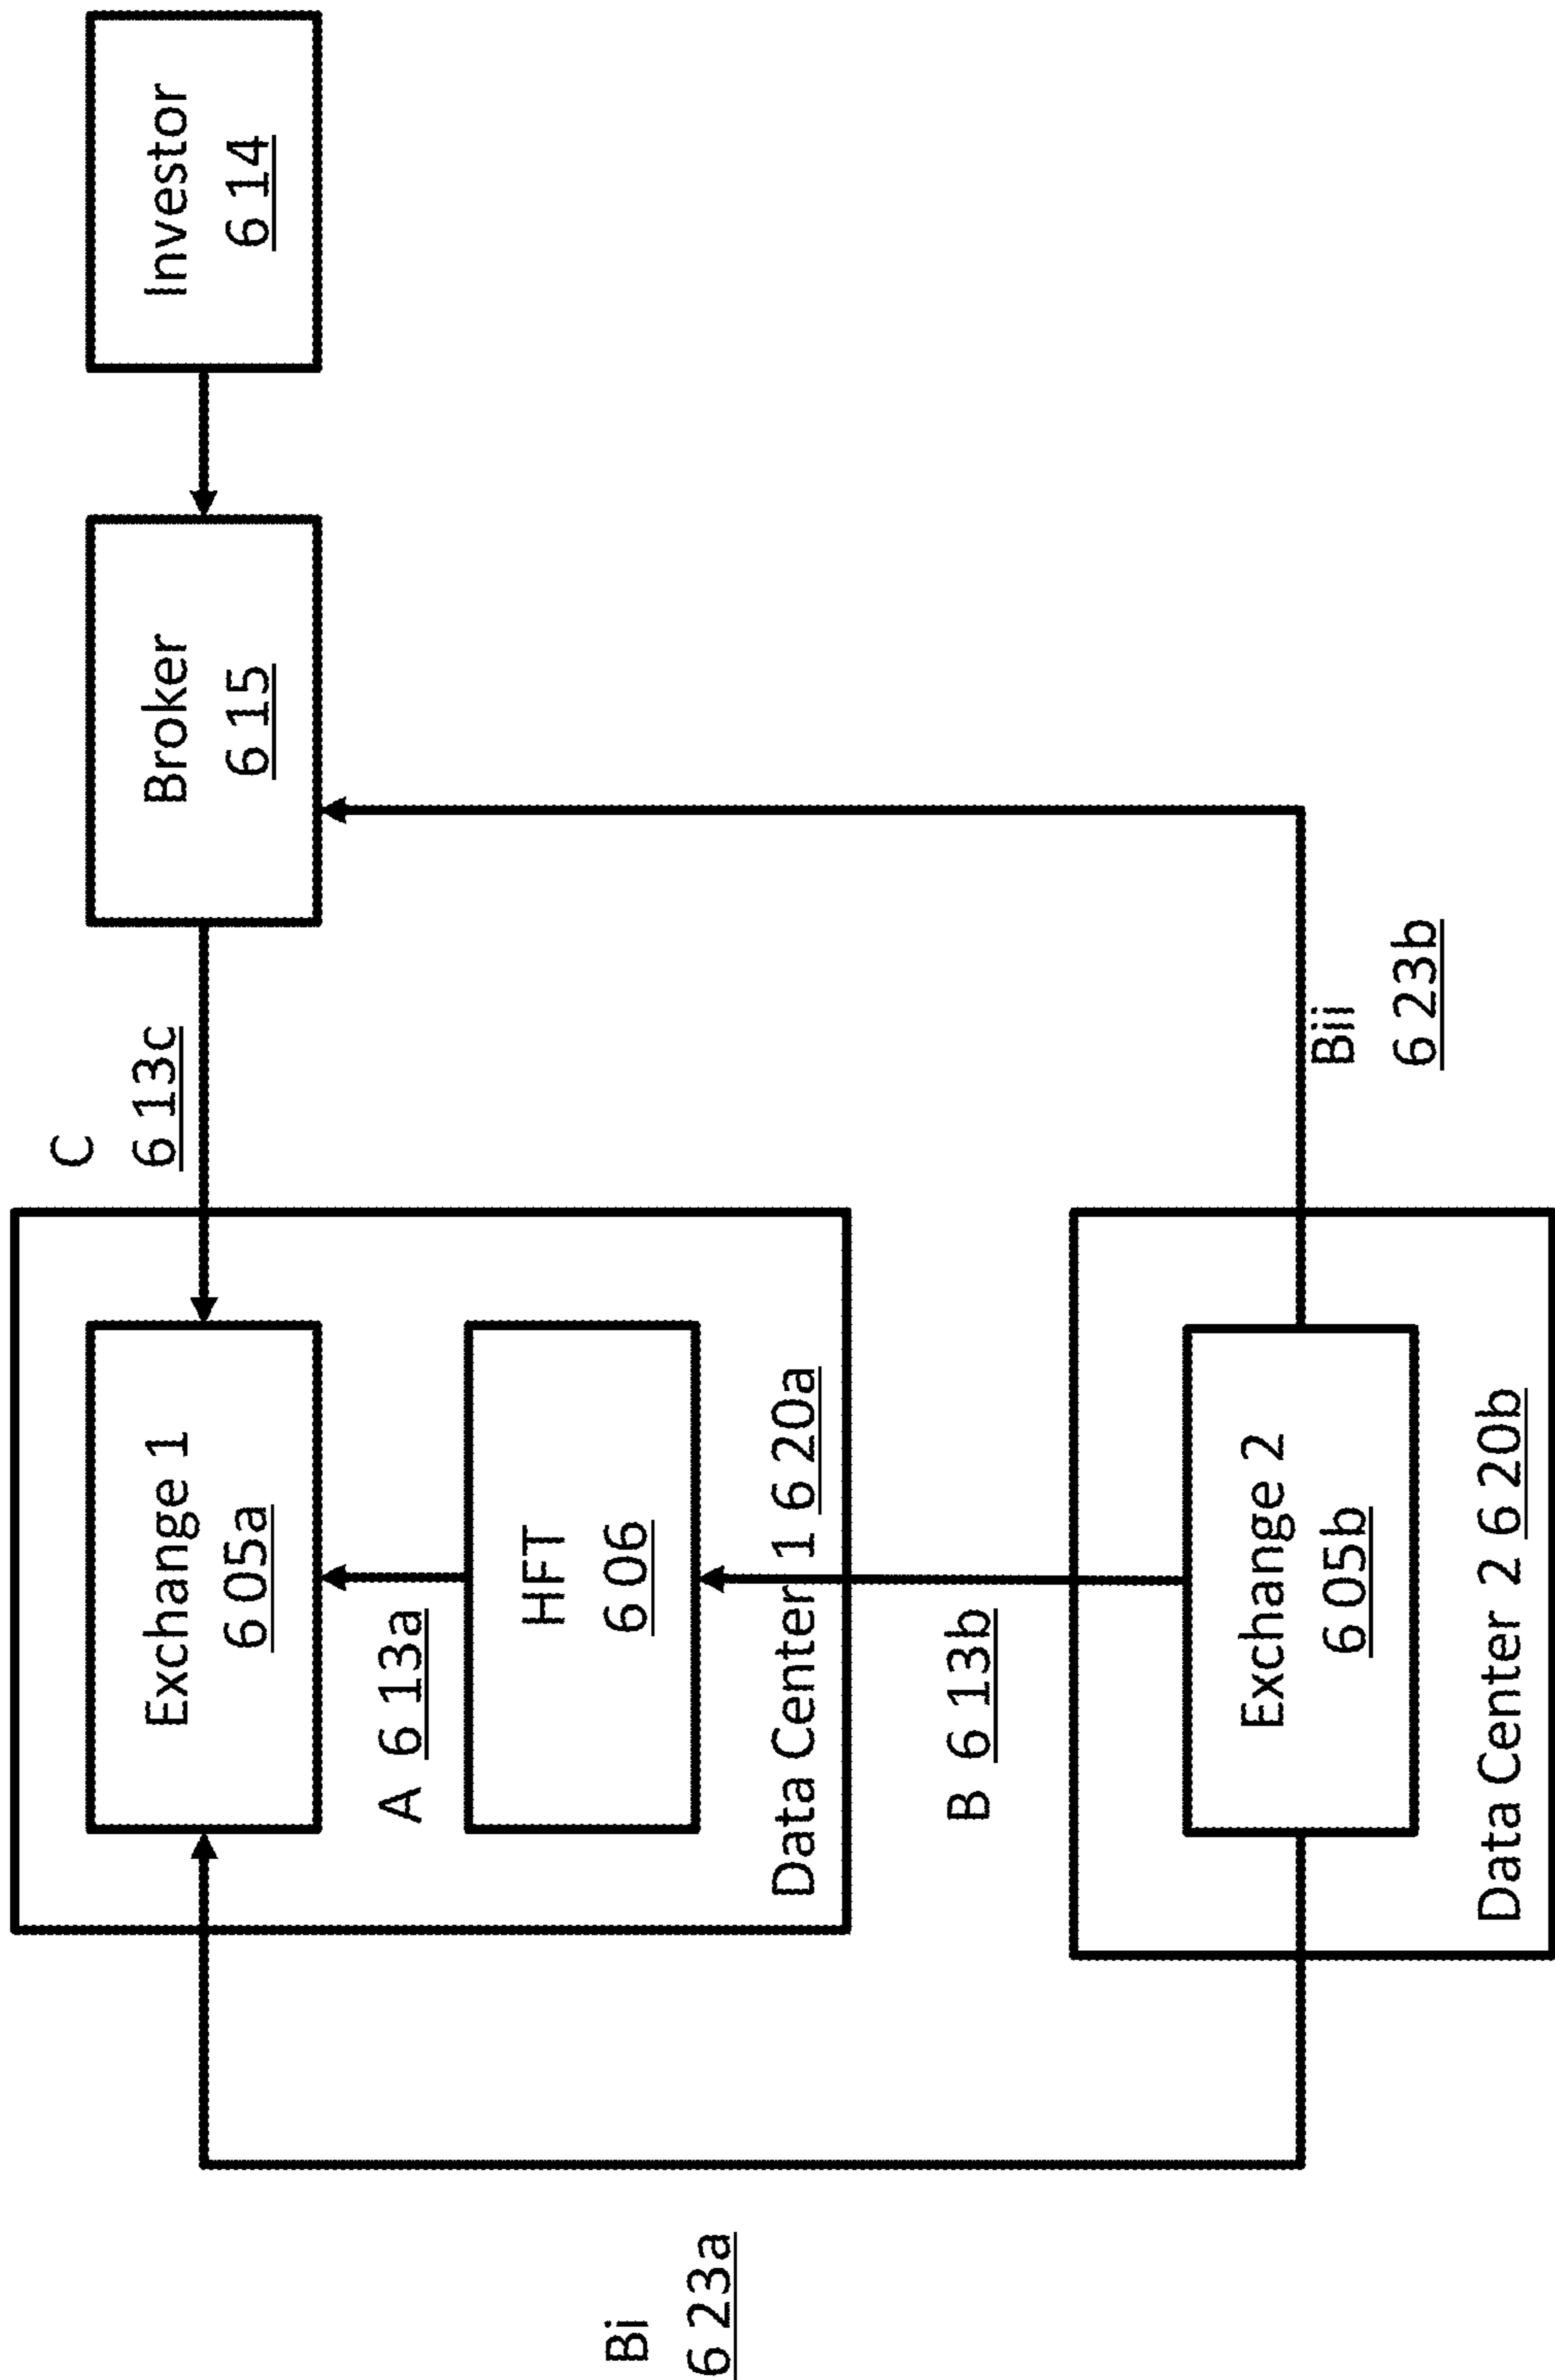 Bi
6 23a
Exchange 1
6 05a
A 6 13a
HFT
6 06
Data Center 1 6 20a
B 6 13b
Exchange 2
6 05b
Data Center 2 6 20b
C
6 13c
Bii
6 23b
Broker
6 15
Investor
6 14